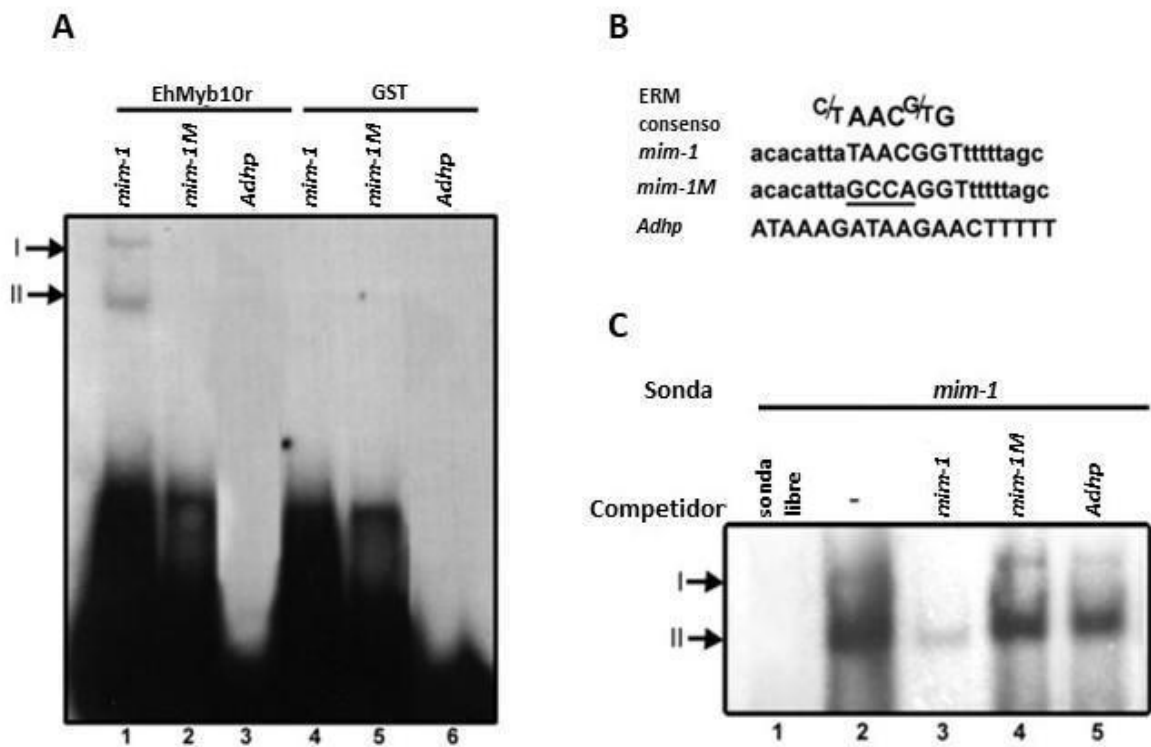 A
EhMyb10r GST
mim-1 mim-1M Adhp mim-1 mim-1M Adhp
I
II
1 2 3 4 5 6
B
ERM consenso C/T AACG/TG
mim-1 acacattaTAACGGTtttttagc
mim-1M acacattaGCCAGGTtttttagc
Adhp ATAAAGATAAGAACTTTTT
C
Sonda mim-1
Competidor sonda libre - mim-1 mim-1M Adhp
I
II
1 2 3 4 5